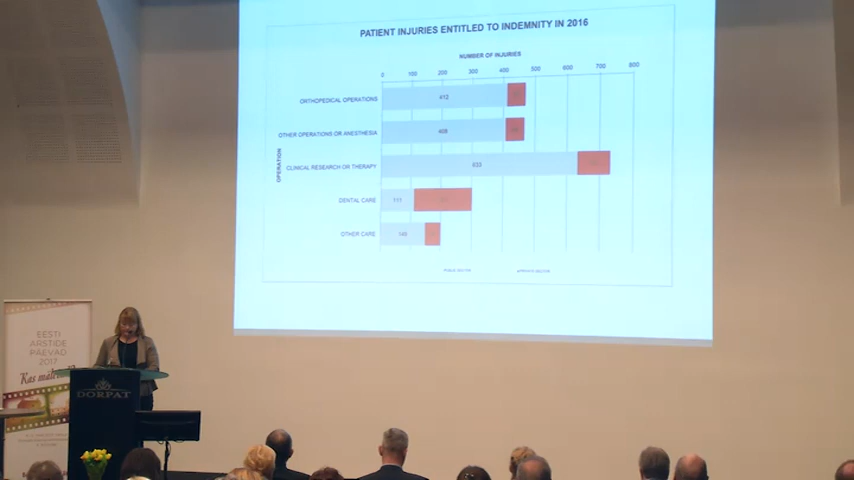 PATIENT INJURIES ENTITLED TO INDEMNITY IN 2016
NUMBER OF INJURIES
0 100 200 300 400 500 600 700 800
OPERATION
ORTHOPEDICAL OPERATIONS 412
OTHER OPERATIONS OR ANESTHESIA 408
CLINICAL RESEARCH OR THERAPY 633
DENTAL CARE 111
OTHER CARE 145
PUBLIC SECTOR
EESTI
ARSTIDE
PÄEVAD
2017
DORPAT